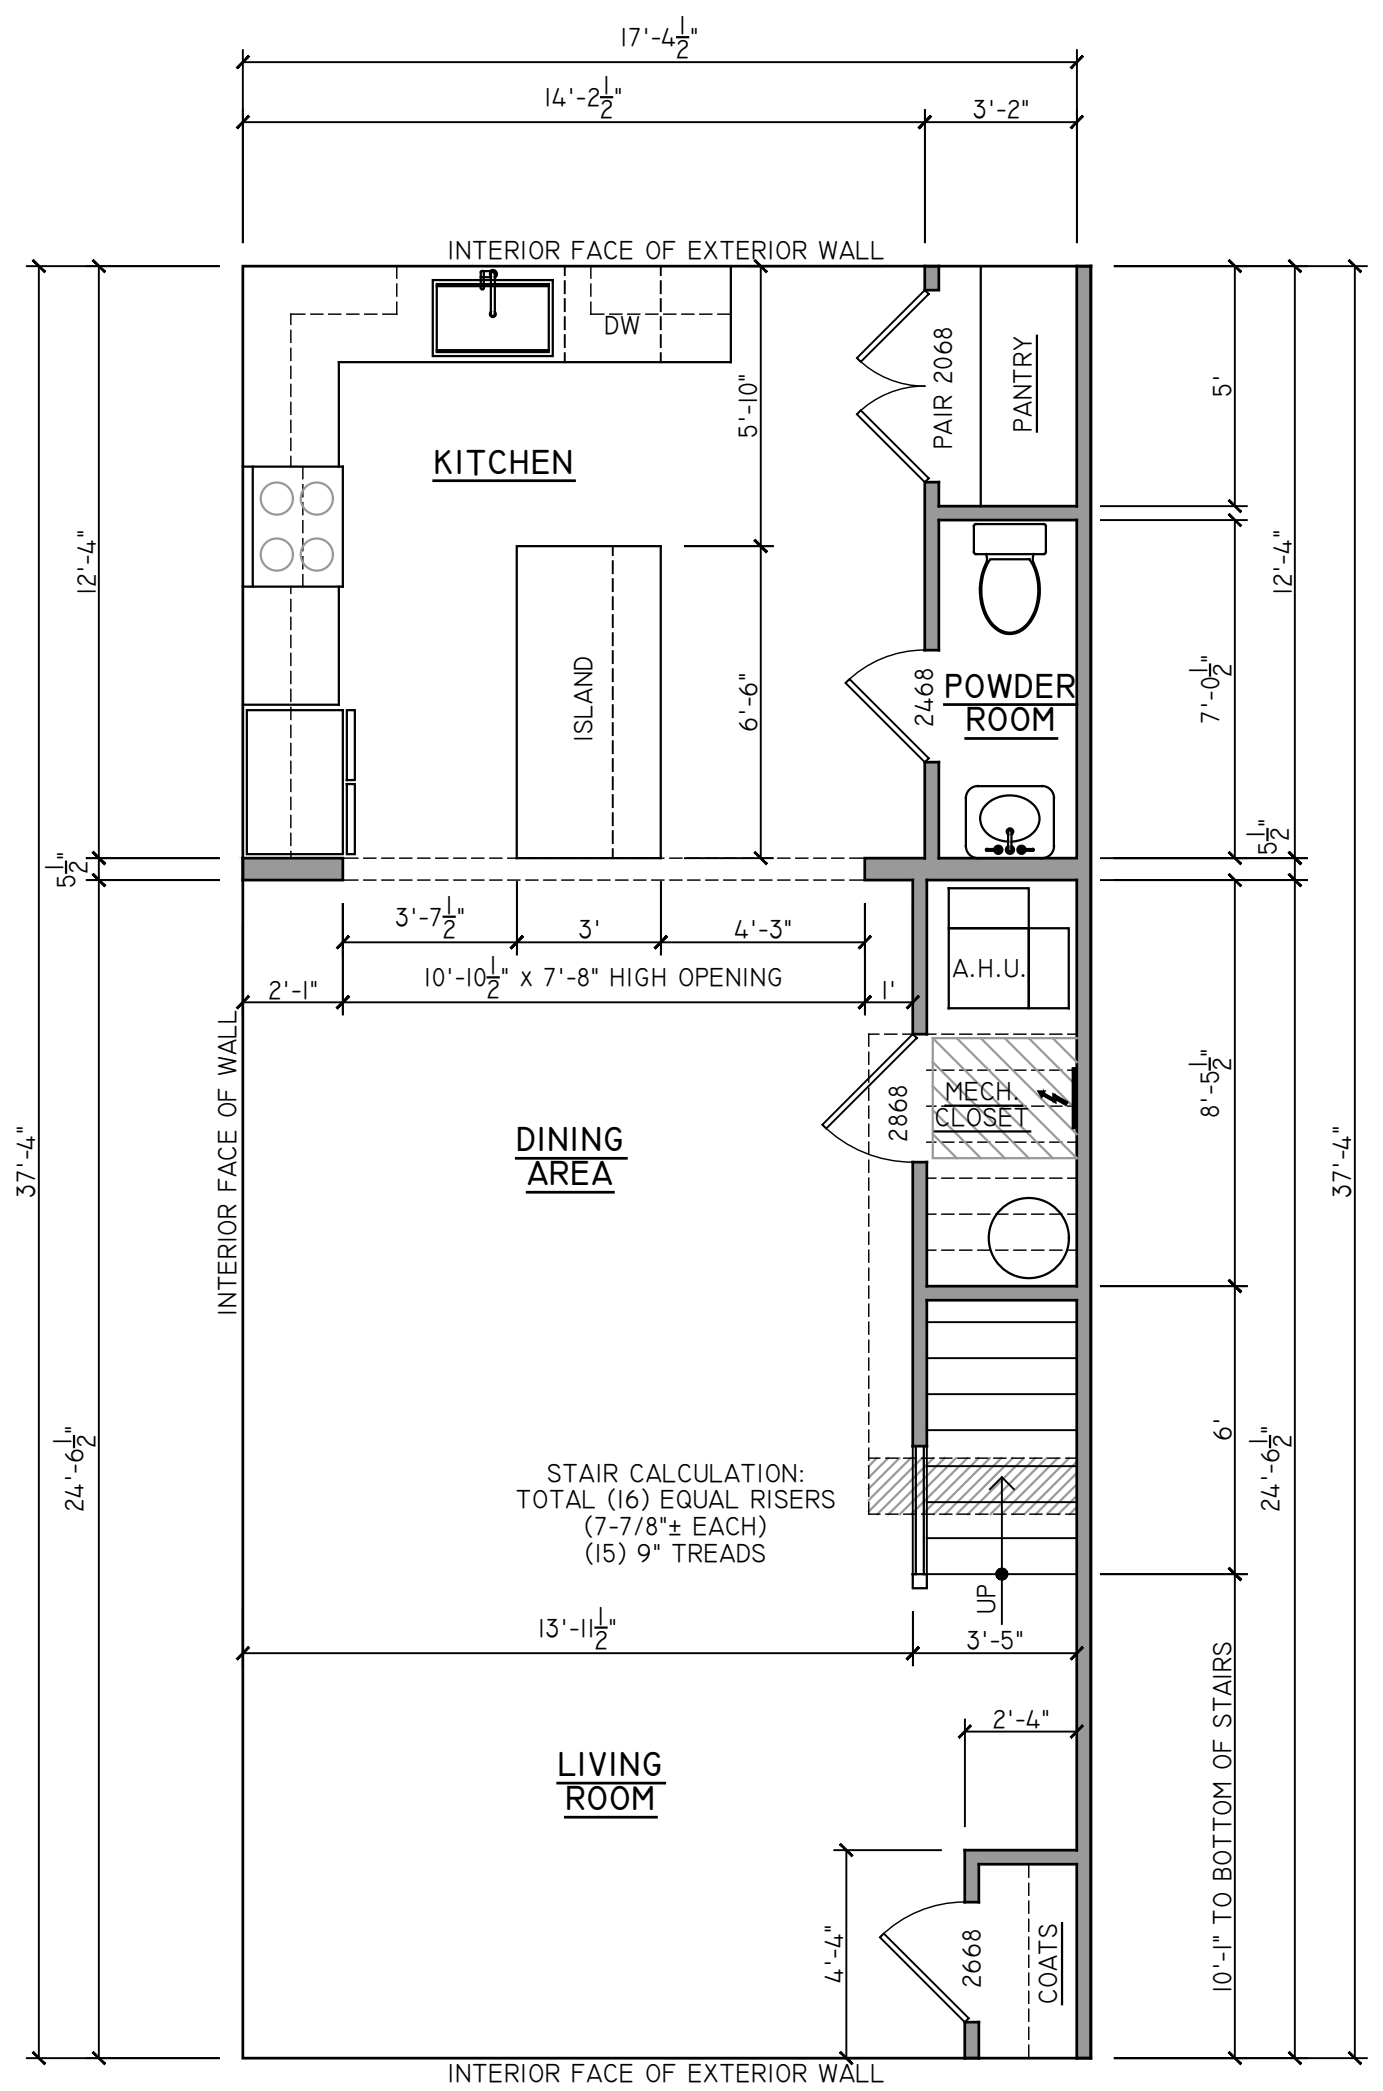 17'-4 1/2"
14'-2 1/2"
3'-2"
INTERIOR FACE OF EXTERIOR WALL
DW
PAIR 2068
PANTRY
5'-10"
5'
KITCHEN
12'-4"
12'-4"
ISLAND
6'-6"
2468
POWDER
ROOM
7'-0 1/2"
5 1/2"
5 1/2"
3'-7 1/2"
3'
4'-3"
10'-10 1/2" X 7'-8" HIGH OPENING
2'-1"
1'
A.H.U.
INTERIOR FACE OF WALL
MECH.
CLOSET
2868
8'-5 1/2"
DINING
AREA
37'-4"
37'-4"
24'-6 1/2"
6'
24'-6 1/2"
STAIR CALCULATION:
TOTAL (16) EQUAL RISERS
(7-7/8"± EACH)
(15) 9" TREADS
UP
13'-11 1/2"
3'-5"
2'-4"
LIVING
ROOM
10'-1" TO BOTTOM OF STAIRS
4'-4"
2668
COATS
INTERIOR FACE OF EXTERIOR WALL